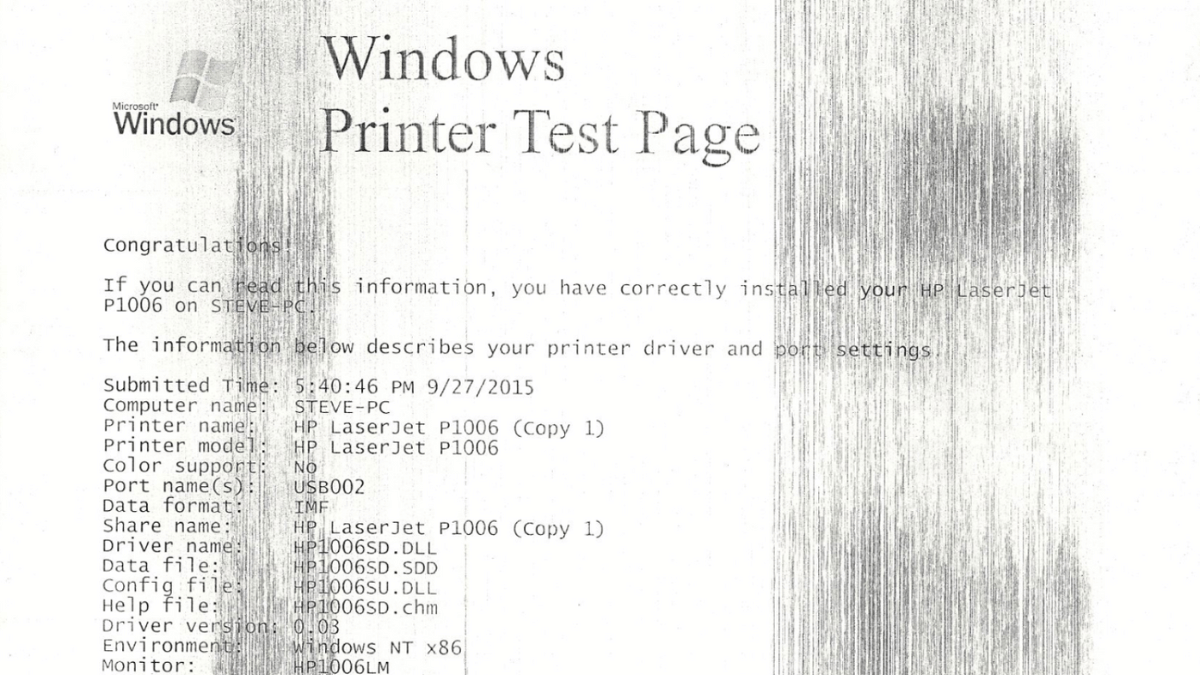 Windows
Printer Test Page
Microsoft®
Windows
Congratulations!
If you can read this information, you have correctly installed your HP LaserJet
P1006 on STEVE-PC.
The information below describes your printer driver and port settings.
Submitted Time: 5:40:46 PM 9/27/2015
Computer name: STEVE-PC
Printer name: HP LaserJet P1006 (Copy 1)
Printer model: HP LaserJet P1006
Color support: No
Port name(s): USB002
Data format: IMF
Share name: HP LaserJet P1006 (Copy 1)
Driver name: HP1006SD.DLL
Data file: HP1006SD.SDD
Config file: HP1006SU.DLL
Help file: HP1006SD.chm
Driver version: 0.03
Environment: Windows NT x86
Monitor: HP1006LM